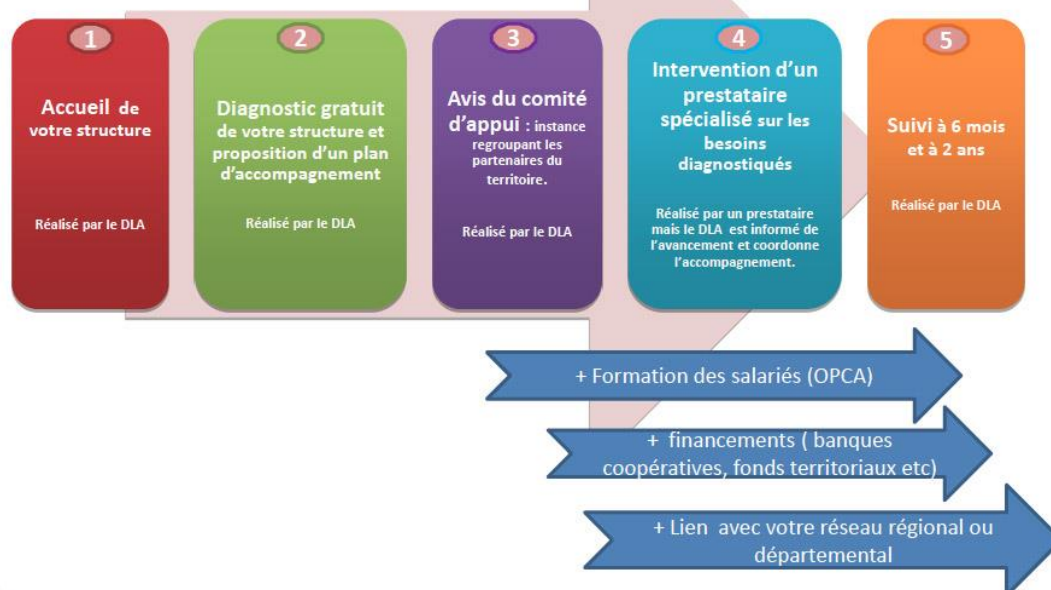 1
Accueil de
votre structure
Réalisé par le DLA
2
Diagnostic gratuit
de votre structure et
proposition d'un plan
d'accompagnement
Réalisé par le DLA
3
Avis du comité
d'appui : instance
regroupant les
partenaires du
territoire.
Réalisé par le DLA
4
Intervention d'un
prestataire
spécialisé sur les
besoins
diagnostiqués
Réalisé par un prestataire
mais le DLA est informé de
l'avancement et coordonne
l'accompagnement.
5
Suivi à 6 mois
et à 2 ans
Réalisé par le DLA
+ Formation des salariés (OPCA)
+ financements ( banques
coopératives, fonds territoriaux etc)
+ Lien avec votre réseau régional ou
départemental